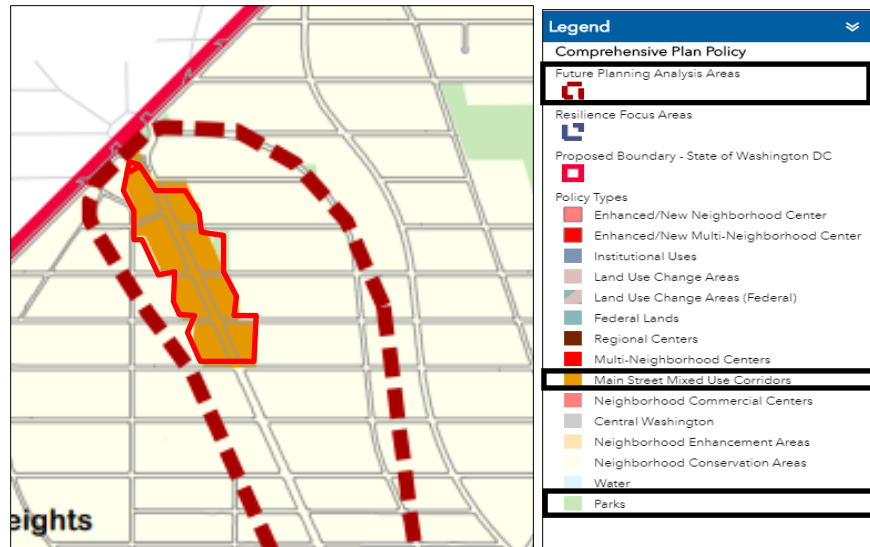 eights
Legend
Comprehensive Plan Policy
Future Planning Analysis Areas
Resilience Focus Areas
Proposed Boundary - State of Washington DC
Policy Types
Enhanced/New Neighborhood Center
Enhanced/New Multi-Neighborhood Center
Institutional Uses
Land Use Change Areas
Land Use Change Areas (Federal)
Federal Lands
Regional Centers
Multi-Neighborhood Centers
Main Street Mixed Use Corridors
Neighborhood Commercial Centers
Central Washington
Neighborhood Enhancement Areas
Neighborhood Conservation Areas
Water
Parks